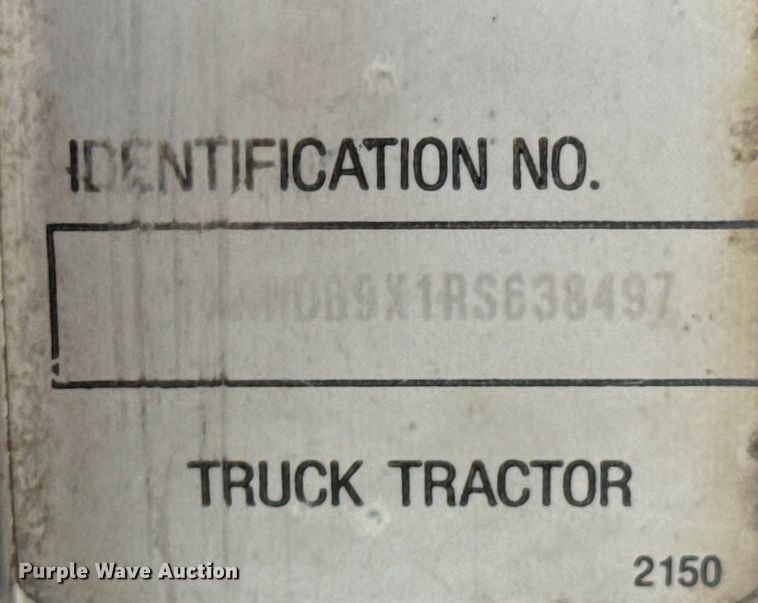 IDENTIFICATION NO.
TRUCK TRACTOR
2150
Purple Wave Auction